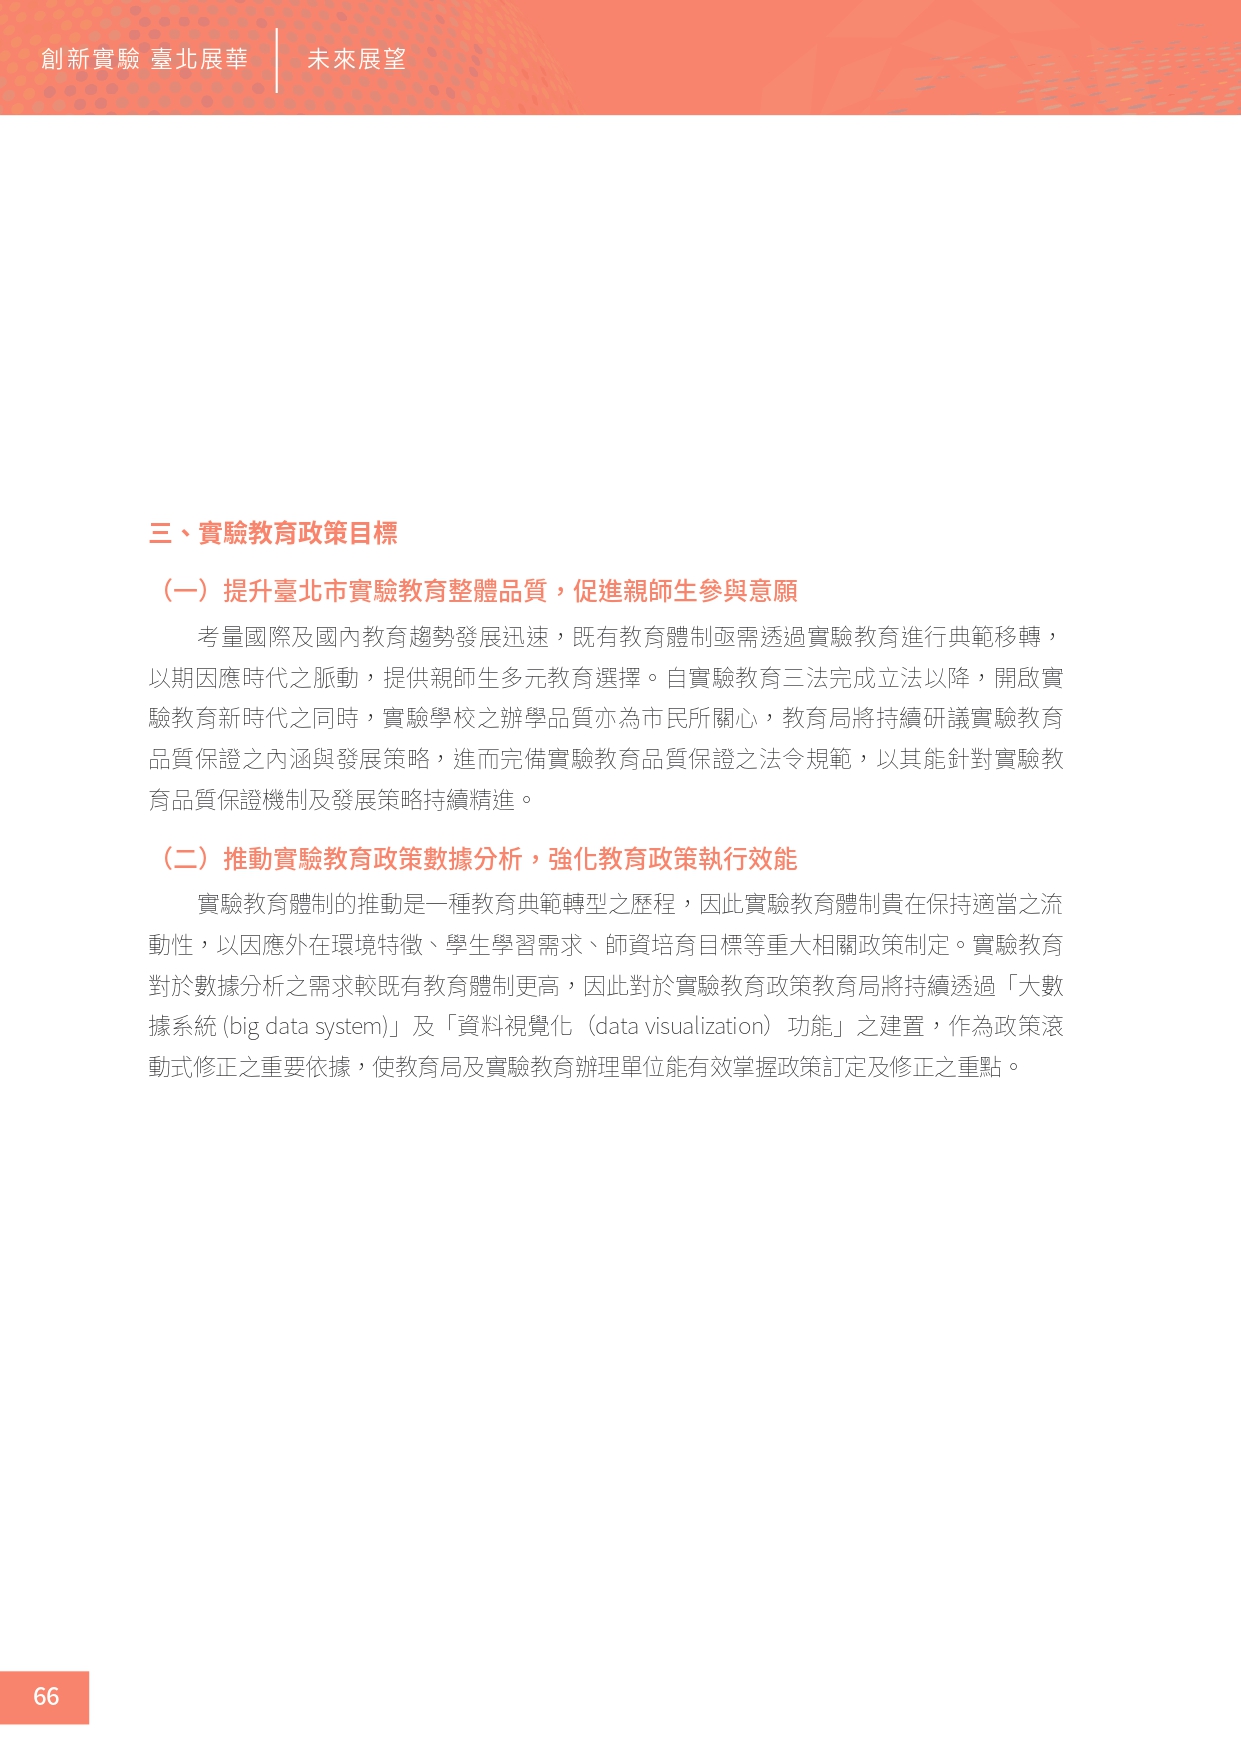 創新實驗 臺北展華
未來展望
三、實驗教育政策目標
（一）提升臺北市實驗教育整體品質，促進親師生參與意願
考量國際及國內教育趨勢發展迅速，既有教育體制亟需透過實驗教育進行典範移轉，
以期因應時代之脈動，提供親師生多元教育選擇。自實驗教育三法完成立法以降，開啟實
驗教育新時代之同時，實驗學校之辦學品質亦為市民所關心，教育局將持續研議實驗教育
品質保證之內涵與發展策略，進而完備實驗教育品質保證之法令規範，以其能針對實驗教
育品質保證機制及發展策略持續精進。
（二）推動實驗教育政策數據分析，強化教育政策執行效能
實驗教育體制的推動是一種教育典範轉型之歷程，因此實驗教育體制貴在保持適當之流
動性，以因應外在環境特徵、學生學習需求、師資培育目標等重大相關政策制定。實驗教育
對於數據分析之需求較既有教育體制更高，因此對於實驗教育政策教育局將持續透過「大數
據系統 (big data system)」及「資料視覺化（data visualization）功能」之建置，作為政策滾
動式修正之重要依據，使教育局及實驗教育辦理單位能有效掌握政策訂定及修正之重點。
66